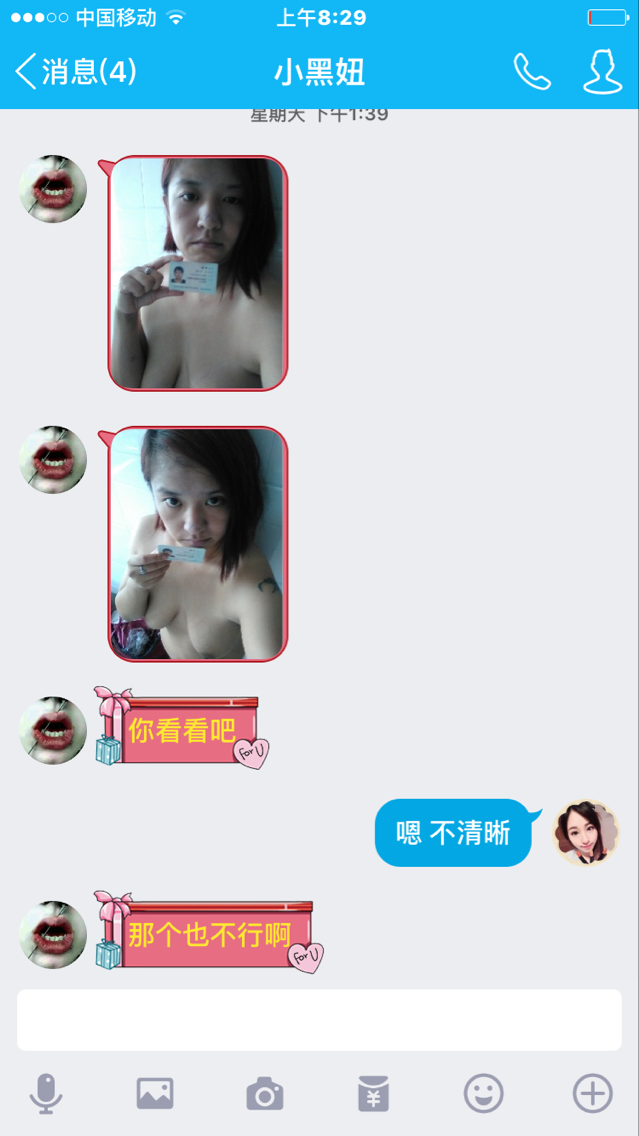 中国移动
上午8:29
消息(4)
小黑妞
星期天 下午1:39
你看看吧
for U
嗯 不清晰
那个也不行啊
for U